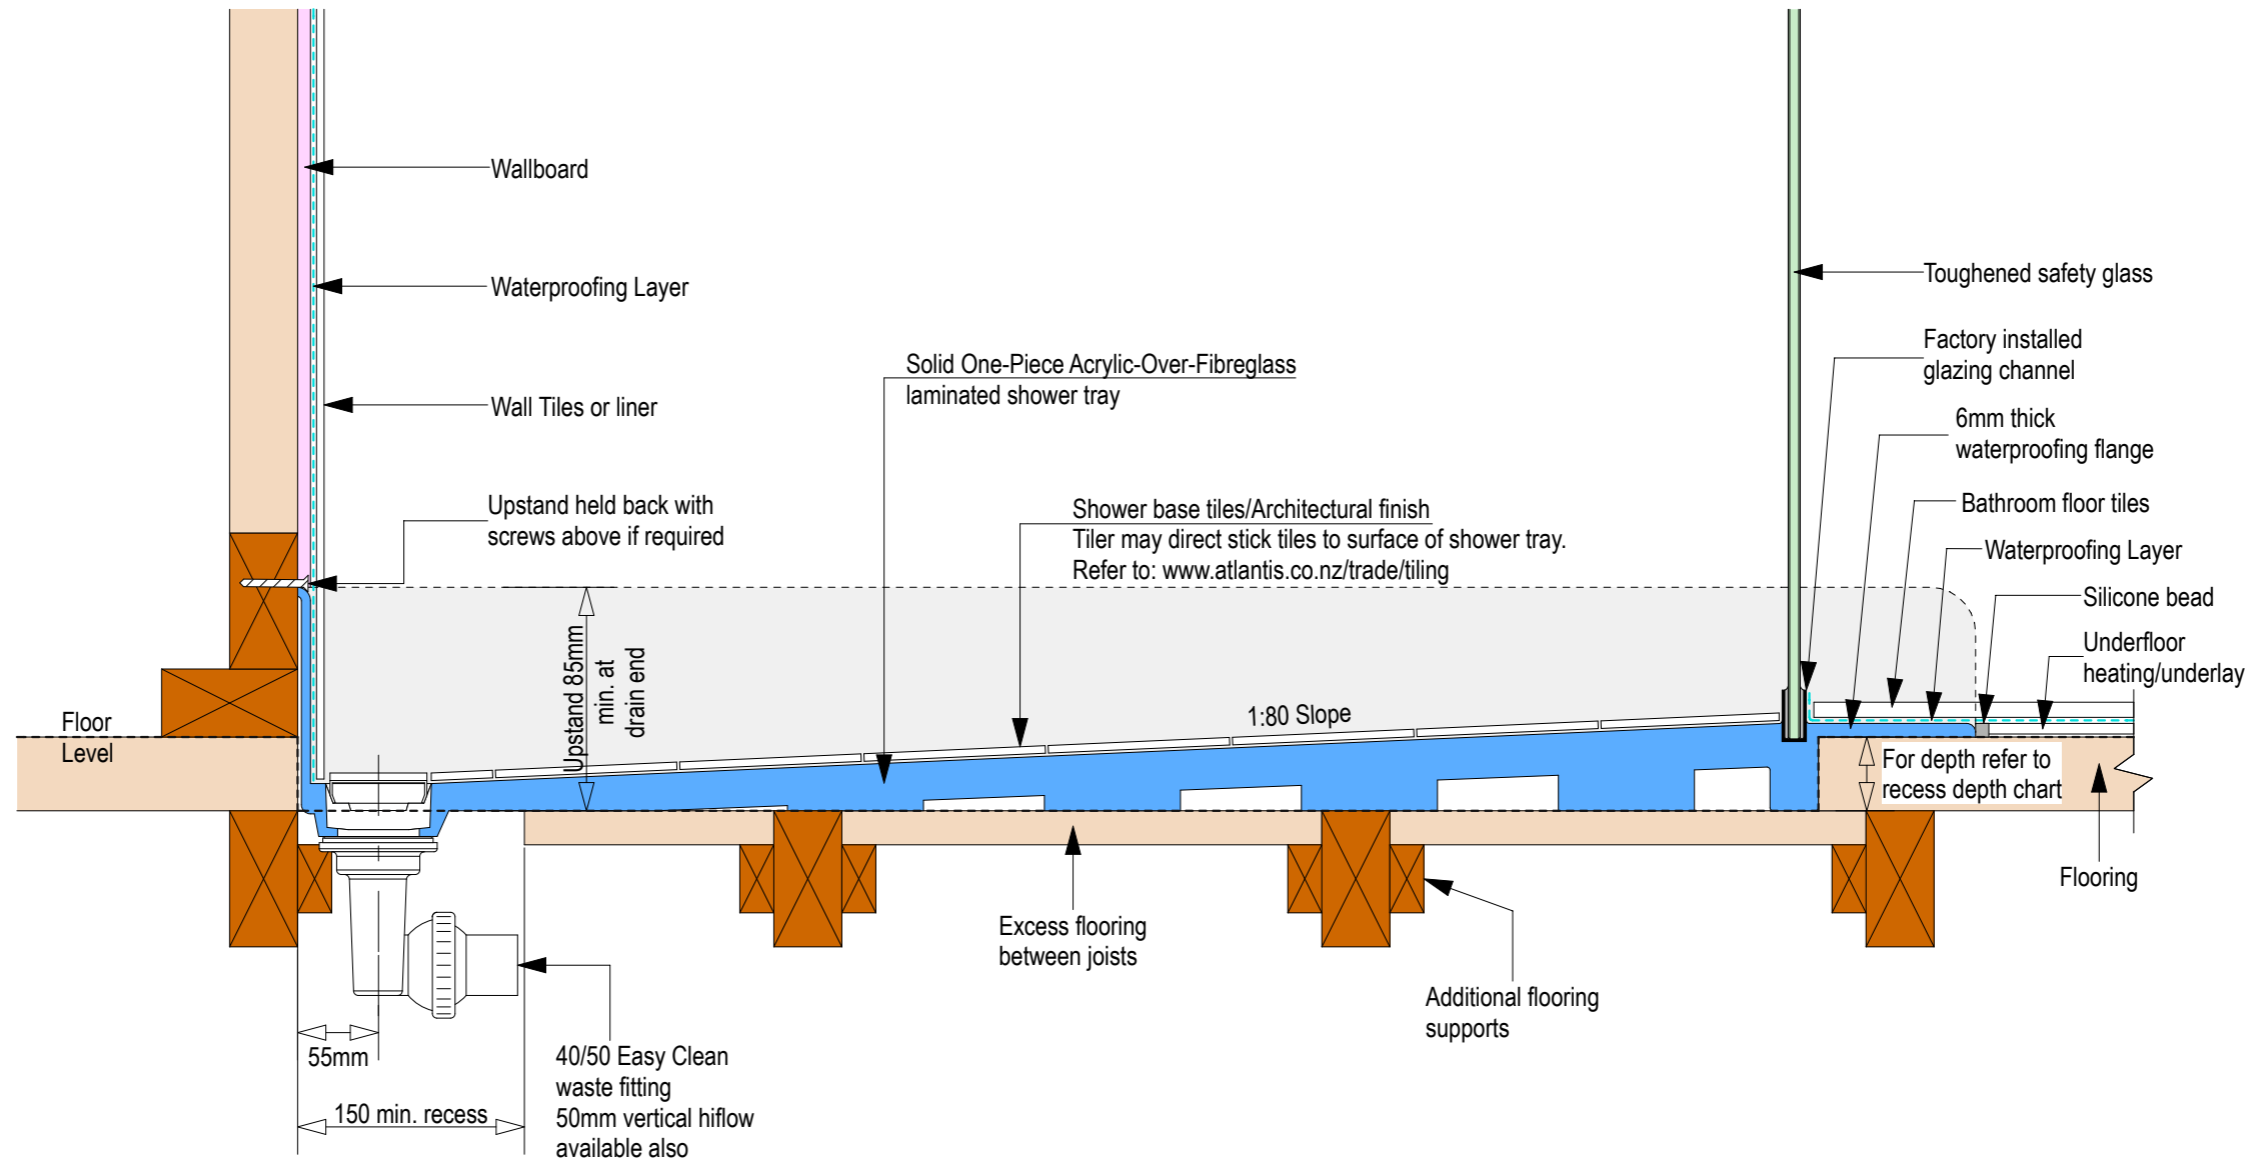 Wallboard
Waterproofing Layer
Wall Tiles or liner
Upstand held back with
screws above if required
Solid One-Piece Acrylic-Over-Fibreglass
laminated shower tray
Shower base tiles/Architectural finish
Tiler may direct stick tiles to surface of shower tray.
Refer to: www.atlantis.co.nz/trade/tiling
Toughened safety glass
Factory installed
glazing channel
6mm thick
waterproofing flange
Bathroom floor tiles
Waterproofing Layer
Silicone bead
Underfloor
heating/underlay
Floor
Level
Upstand 85mm
min. at
drain end
1:80 Slope
For depth refer to
recess depth chart
Flooring
Excess flooring
between joists
Additional flooring
supports
55mm
150 min. recess
40/50 Easy Clean
waste fitting
50mm vertical hiflow
available also